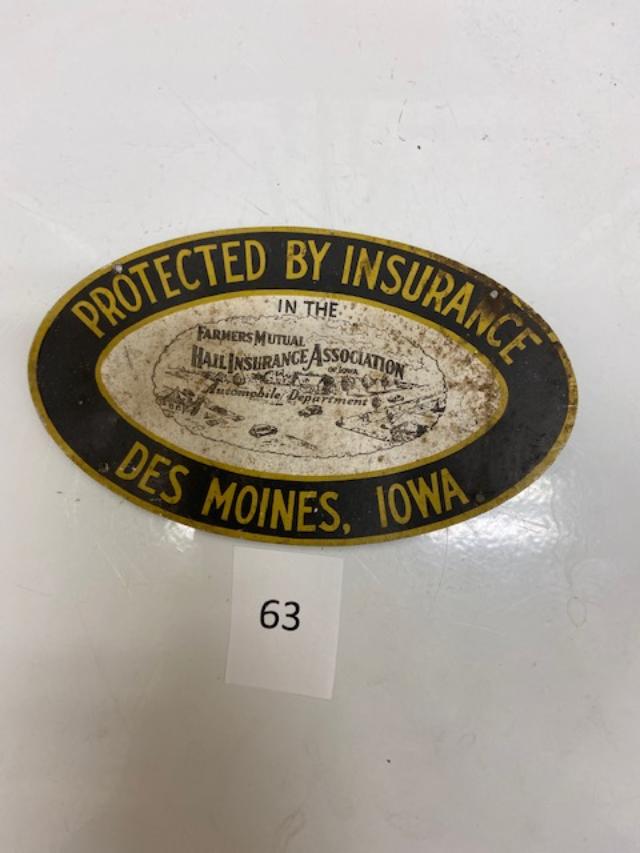 PROTECTED BY INSURANCE
IN THE
FARMERS MUTUAL
HAIL INSURANCE ASSOCIATION
OF IOWA
Automobile Department
DES MOINES, IOWA
63